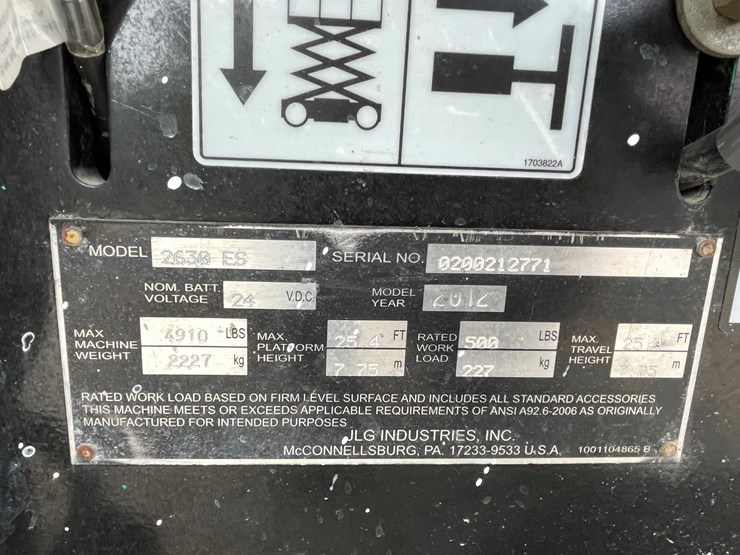 1703822A
MODEL 2630 ES SERIAL NO. 0200212771
NOM. BATT. VOLTAGE 24 V.D.C. MODEL YEAR 2012
MAX. MACHINE WEIGHT 4910 LBS 2227 kg
MAX. PLATFORM HEIGHT 25.4 FT 7.75 m
RATED WORK LOAD 500 LBS 227 kg
MAX. TRAVEL HEIGHT FT m
RATED WORK LOAD BASED ON FIRM LEVEL SURFACE AND INCLUDES ALL STANDARD ACCESSORIES
THIS MACHINE MEETS OR EXCEEDS APPLICABLE REQUIREMENTS OF ANSI A92.6-2006 AS ORIGINALLY
MANUFACTURED FOR INTENDED PURPOSES
JLG INDUSTRIES, INC.
McCONNELLSBURG, PA. 17233-9533 U.S.A. 1001104865 B